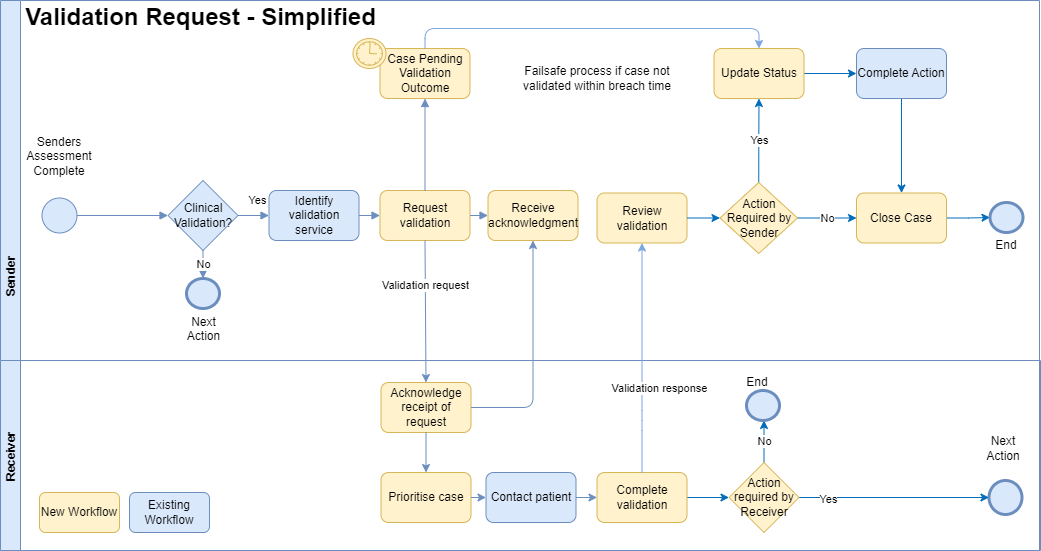 Validation Request - Simplified
Case Pending
Validation
Outcome
Failsafe process if case not
validated within breach time
Update Status
Complete Action
Senders
Assessment
Complete
Yes
Clinical
Validation?
Yes
Identify
validation
service
Request
validation
Receive
acknowledgment
Review
validation
Action
Required by
Sender
No
Close Case
End
No
Next
Action
Validation request
Sender
Acknowledge
receipt of
request
Validation response
End
No
Next
Action
Receiver
New Workflow
Existing
Workflow
Prioritise case
Contact patient
Complete
validation
Action
required by
Receiver
Yes